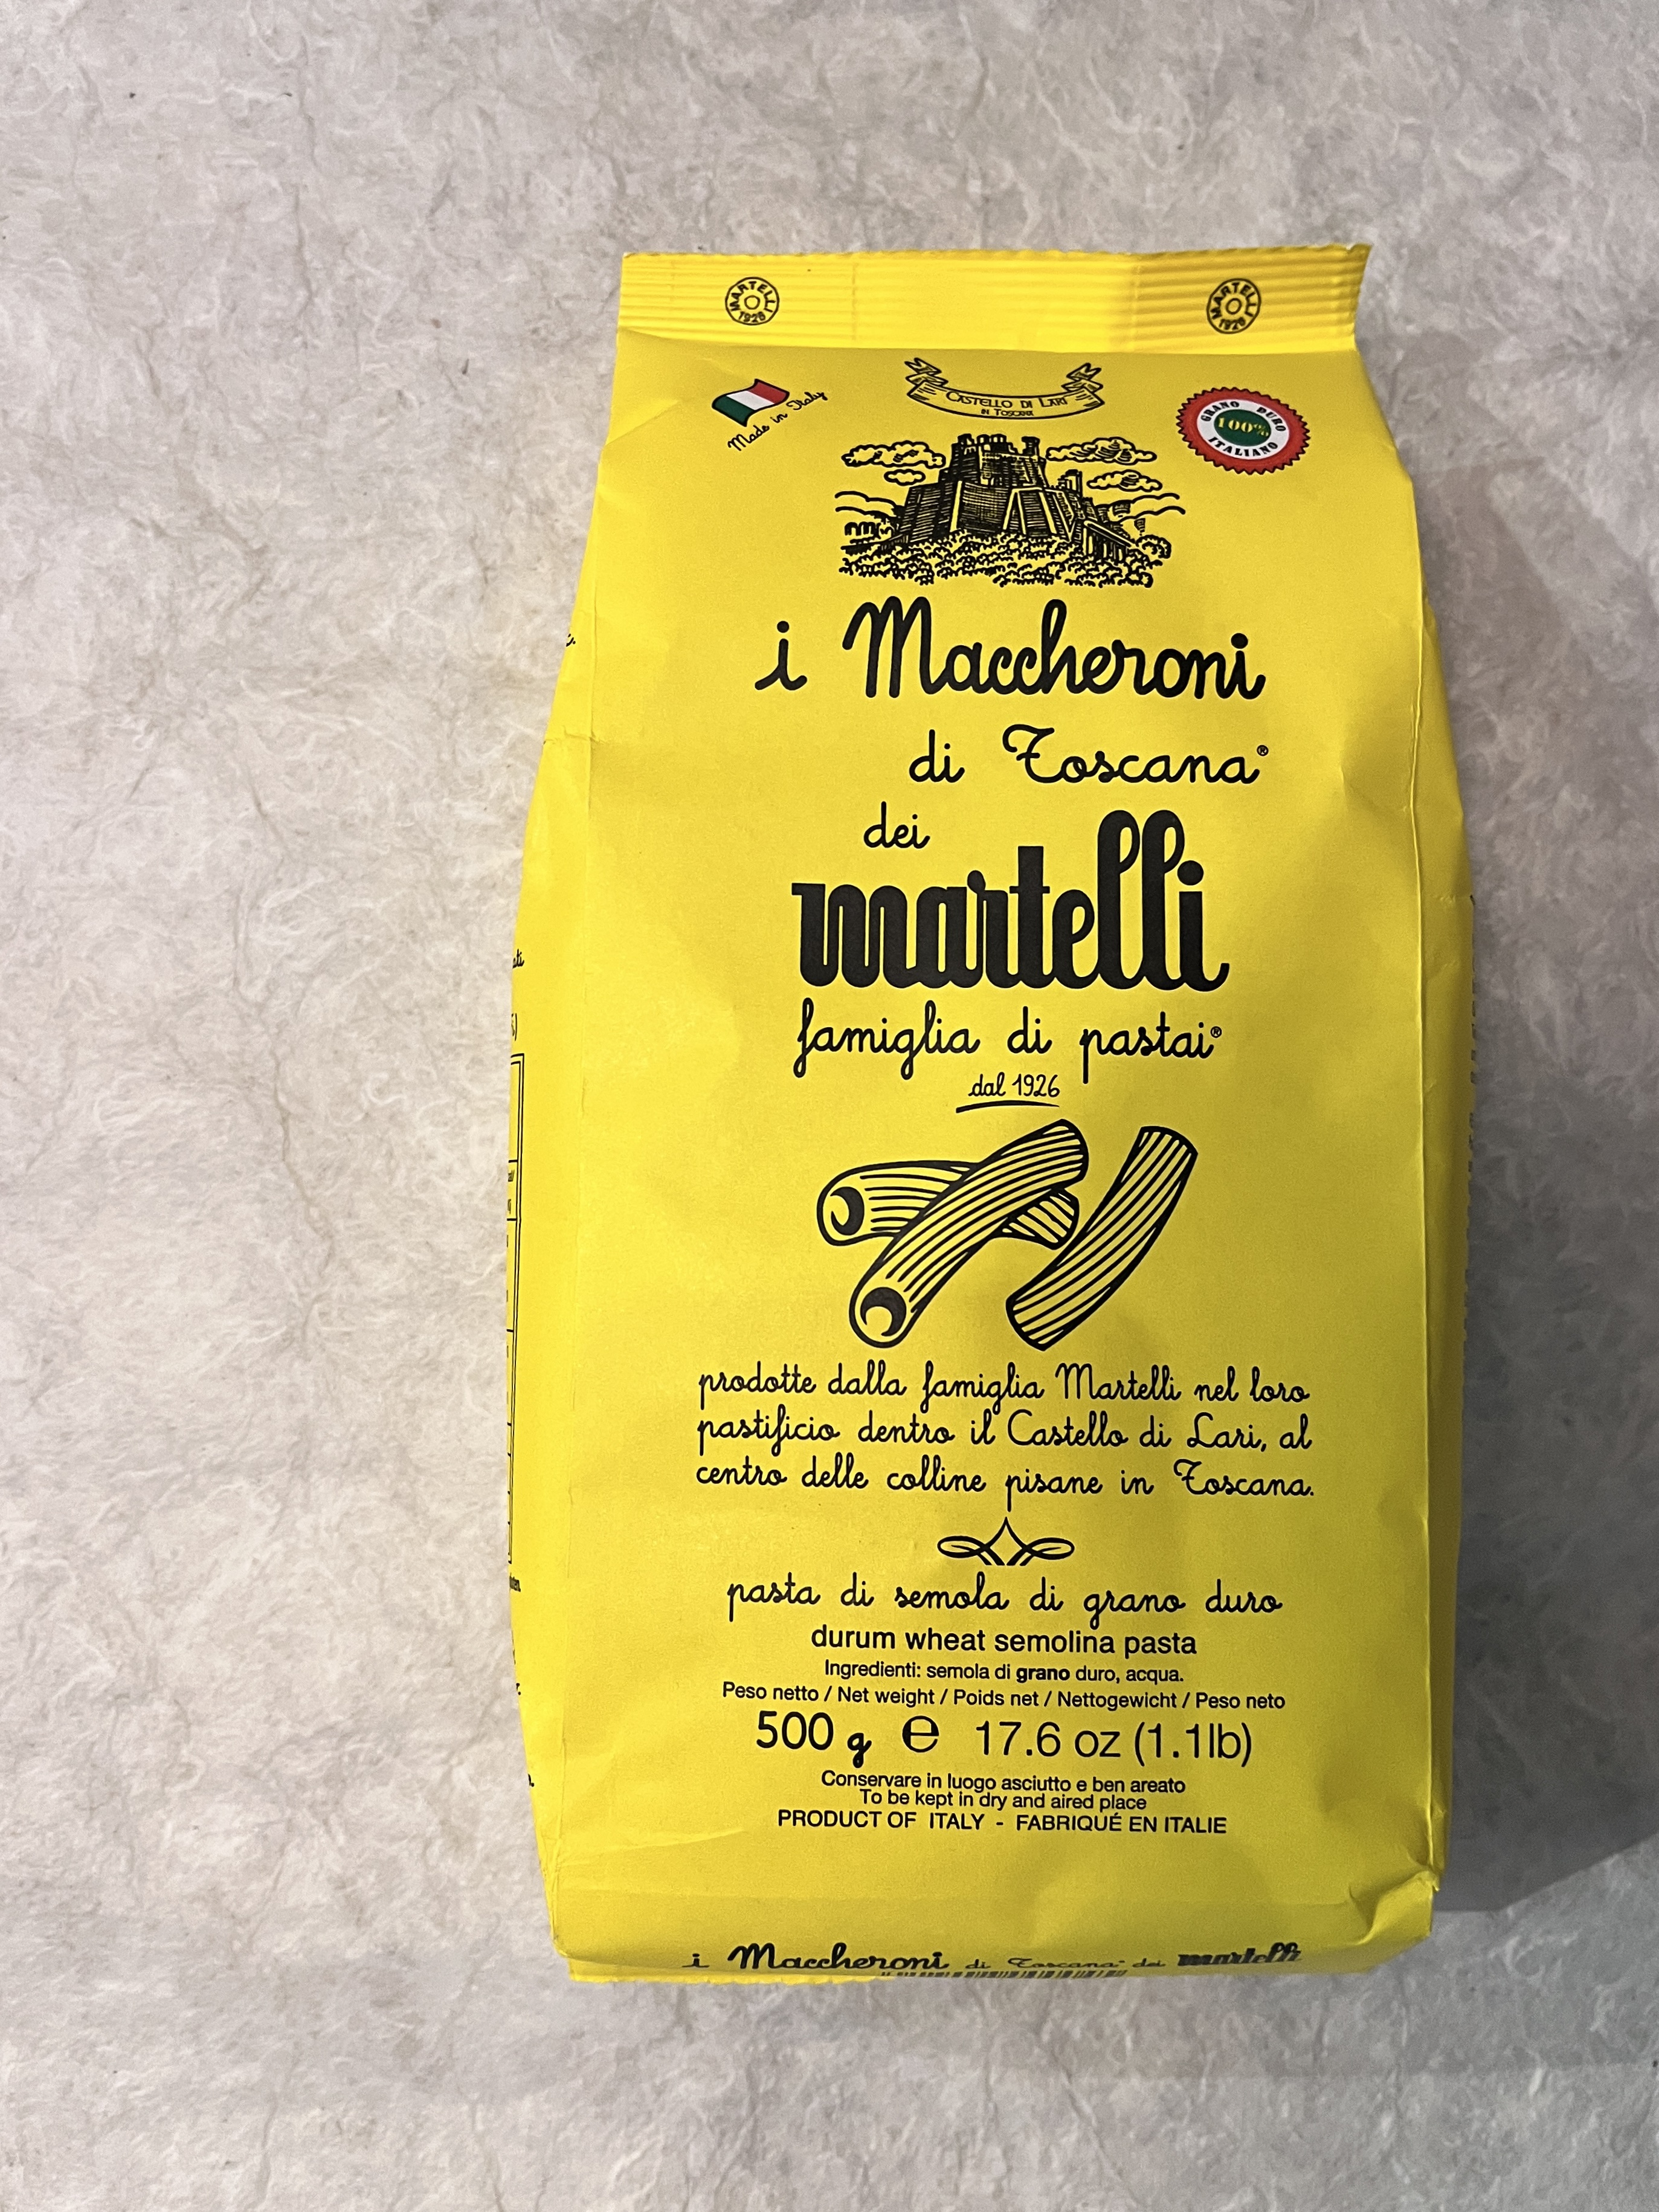 MARTELLI 1926
MARTELLI 1926
Made in Italy
CASTELLO DI LARI
IN TOSCANA
GRANO DURO
100%
ITALIANO
i Maccheroni
di Toscana®
dei
martelli
famiglia di pastai®
dal 1926
prodotte dalla famiglia Martelli nel loro
pastificio dentro il Castello di Lari, al
centro delle colline pisane in Toscana.
pasta di semola di grano duro
durum wheat semolina pasta
Ingredienti: semola di grano duro, acqua.
Peso netto / Net weight / Poids net / Nettogewicht / Peso neto
500 g e 17.6 oz (1.1lb)
Conservare in luogo asciutto e ben areato
To be kept in dry and aired place
PRODUCT OF ITALY - FABRIQUÉ EN ITALIE
i Maccheroni di Toscana® dei martelli